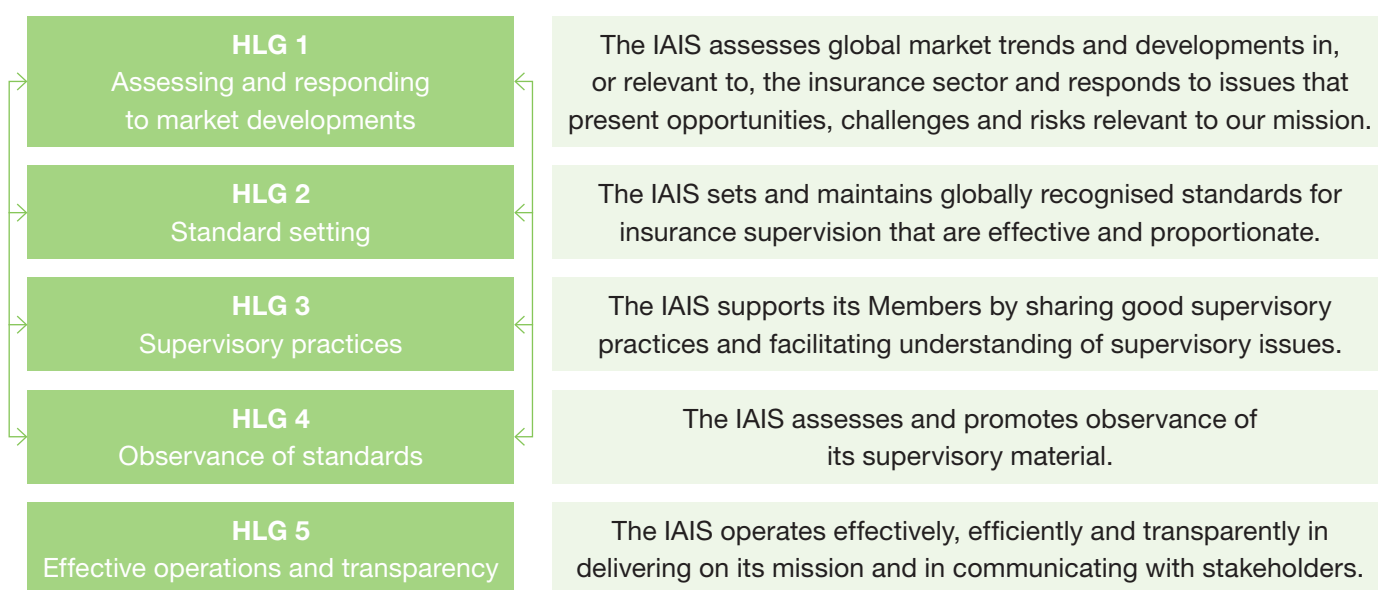 HLG 1
Assessing and responding
to market developments
The IAIS assesses global market trends and developments in,
or relevant to, the insurance sector and responds to issues that
present opportunities, challenges and risks relevant to our mission.
HLG 2
Standard setting
The IAIS sets and maintains globally recognised standards for
insurance supervision that are effective and proportionate.
HLG 3
Supervisory practices
The IAIS supports its Members by sharing good supervisory
practices and facilitating understanding of supervisory issues.
HLG 4
Observance of standards
The IAIS assesses and promotes observance of
its supervisory material.
HLG 5
Effective operations and transparency
The IAIS operates effectively, efficiently and transparently in
delivering on its mission and in communicating with stakeholders.